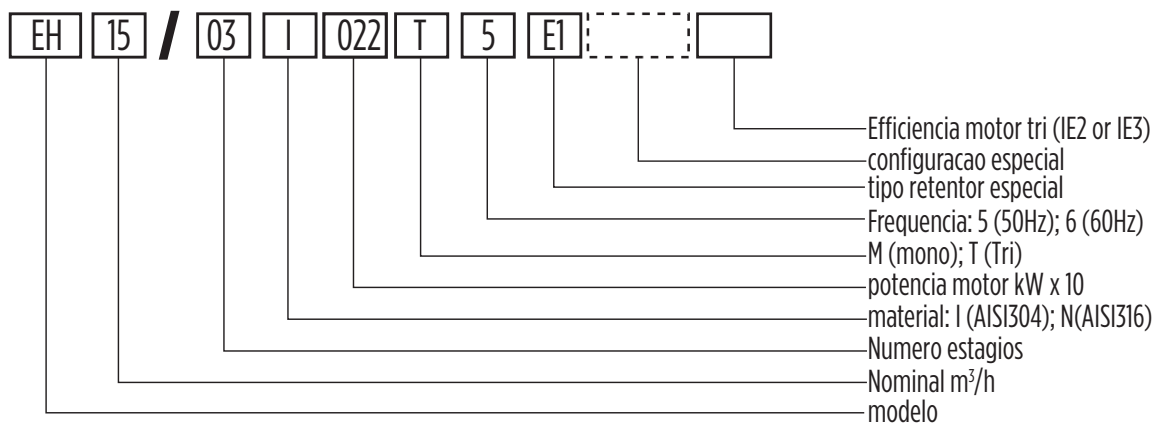 EH 15 / 03 I 022 T 5 E1
Efficiencia motor tri (IE2 or IE3)
configuracao especial
tipo retentor especial
Frequencia: 5 (50Hz); 6 (60Hz)
M (mono); T (Tri)
potencia motor kW x 10
material: I (AISI304); N(AISI316)
Numero estagios
Nominal m³/h
modelo